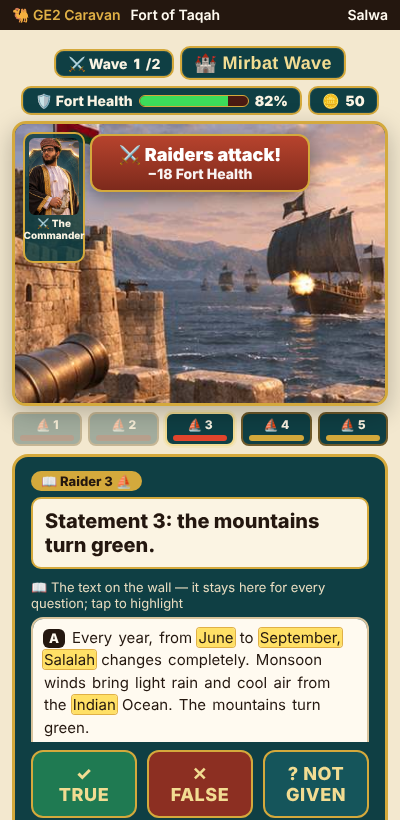 🐫 GE2 Caravan Fort of Taqah Salwa
⚔️ Wave 1 /2 🏰 Mirbat Wave
🛡️ Fort Health 82% 🪙 50
⚔️ Raiders attack!
−18 Fort Health
⚔️ The
Commander
⛵ 1 ⛵ 2 ⛵ 3 ⛵ 4 ⛵ 5
📖 Raider 3 ⛵
Statement 3: the mountains
turn green.
📖 The text on the wall — it stays here for every
question; tap to highlight
A Every year, from June to September,
Salalah changes completely. Monsoon
winds bring light rain and cool air from
the Indian Ocean. The mountains turn
green.
✓ ✕ ? NOT
TRUE FALSE GIVEN